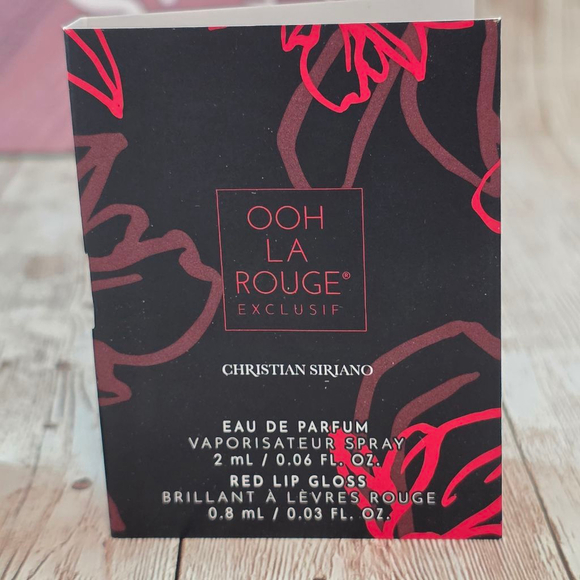 OOH
LA
ROUGE®
EXCLUSIF
CHRISTIAN SIRIANO
EAU DE PARFUM
VAPORISATEUR SPRAY
2 mL / 0.06 FL. OZ.
RED LIP GLOSS
BRILLANT À LÈVRES ROUGE
0.8 mL / 0.03 FL. OZ.